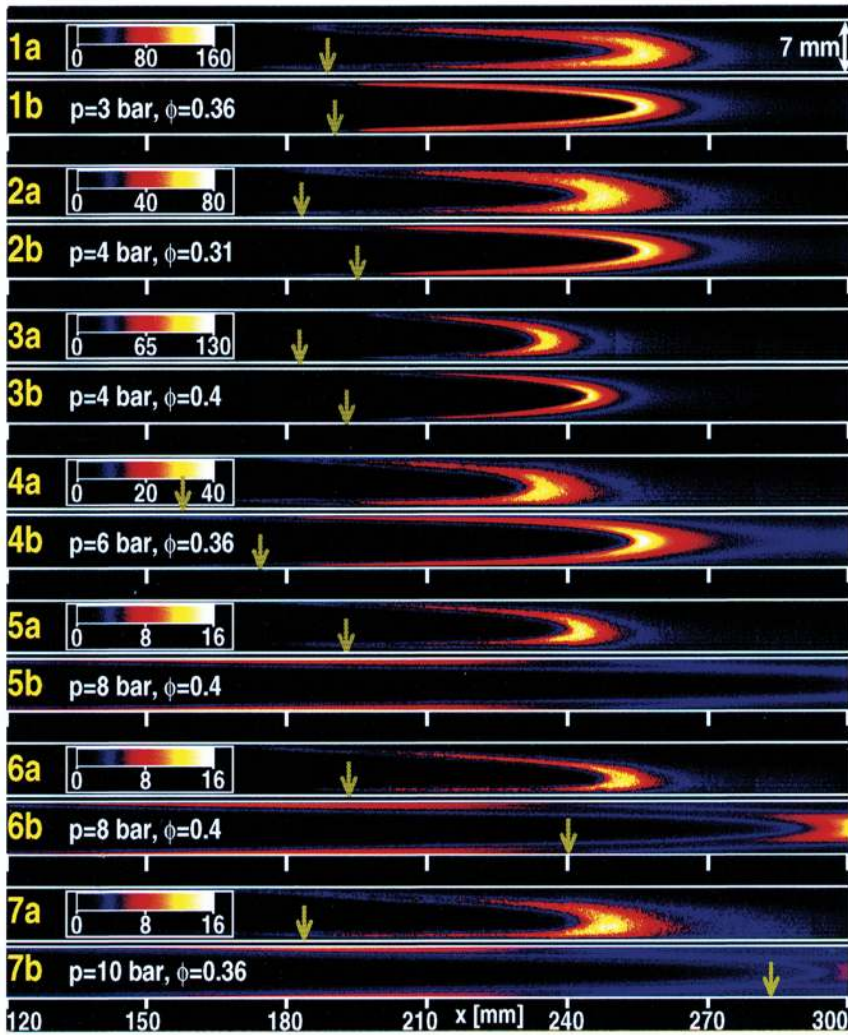 1a
0 80 160
7 mm
1b p=3 bar, ϕ=0.36
2a
0 40 80
2b p=4 bar, ϕ=0.31
3a
0 65 130
3b p=4 bar, ϕ=0.4
4a
0 20 40
4b p=6 bar, ϕ=0.36
5a
0 8 16
5b p=8 bar, ϕ=0.4
6a
0 8 16
6b p=8 bar, ϕ=0.4
7a
0 8 16
7b p=10 bar, ϕ=0.36
120 150 180 210 x [mm] 240 270 300